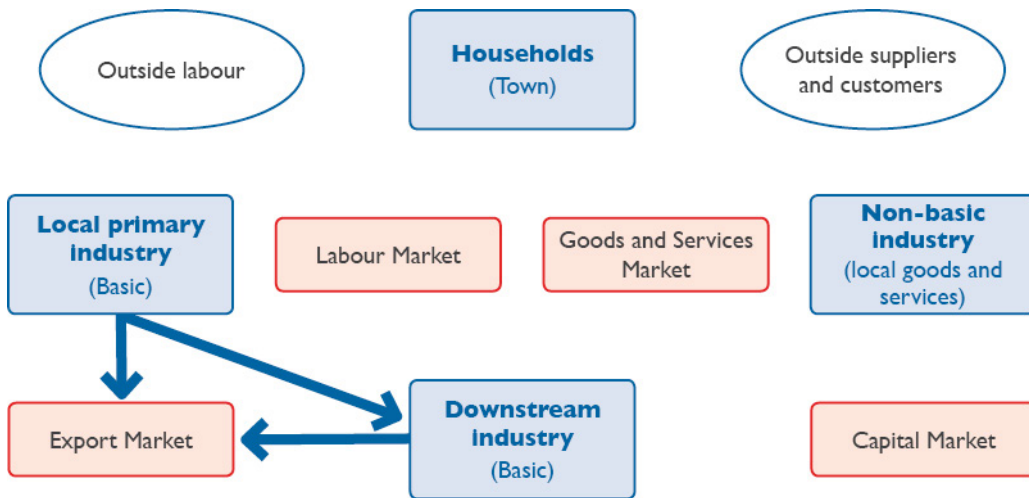 Outside labour
Households
(Town)
Outside suppliers
and customers
Local primary
industry
(Basic)
Labour Market
Goods and Services
Market
Non-basic
industry
(local goods and
services)
Export Market
Downstream
industry
(Basic)
Capital Market